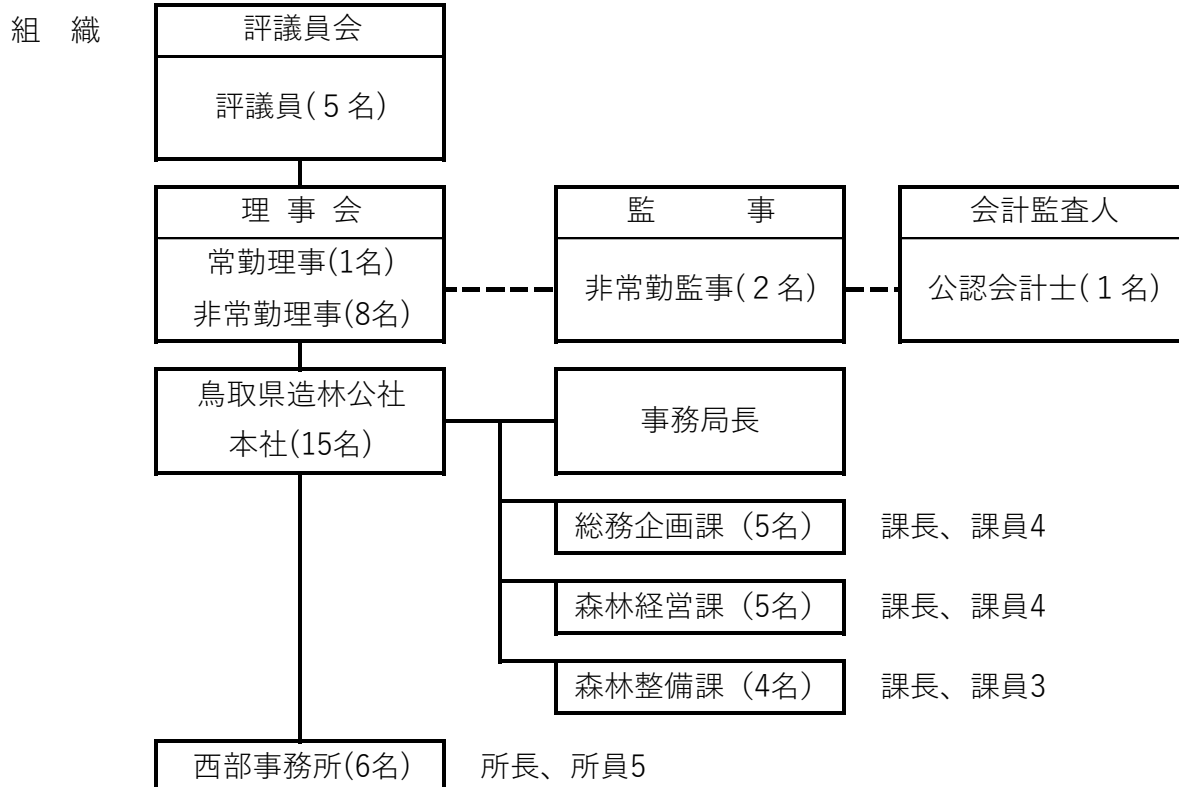 組　織
評議員会
評議員(５名)
理 事 会
常勤理事(1名)
非常勤理事(8名)
監　　事
非常勤監事(２名)
会計監査人
公認会計士(１名)
鳥取県造林公社
本社(15名)
事務局長
総務企画課（5名）　課長、課員4
森林経営課（5名）　課長、課員4
森林整備課（4名）　課長、課員3
西部事務所(6名)　所長、所員5